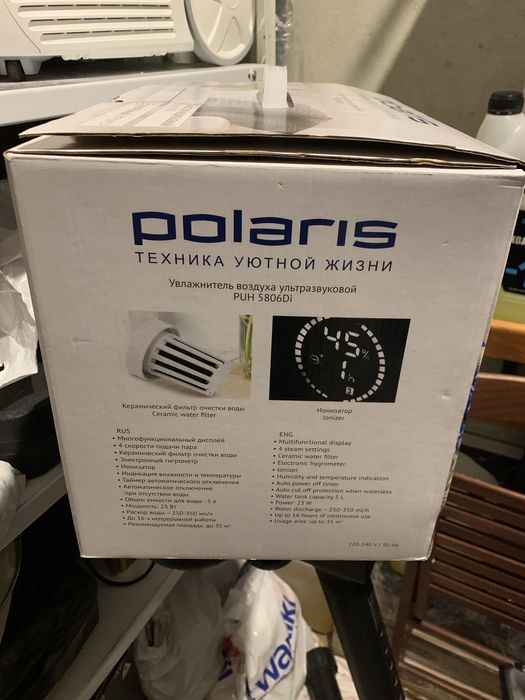 polaris
ТЕХНИКА УЮТНОЙ ЖИЗНИ
Увлажнитель воздуха ультразвуковой
PUH 5806Di
45%
Керамический фильтр очистки воды
Ceramic water filter
Ионизатор
Ionizer
RUS
• Многофункциональный дисплей
• 4 скорости подачи пара
• Керамический фильтр очистки воды
• Электронный гигрометр
• Ионизатор
• Индикация влажности и температуры
• Таймер автоматического отключения
• Автоматическое отключение
при отсутствии воды
• Объем емкости для воды: 5 л
• Мощность: 23 Вт
• Расход воды – 250-350 мл/ч
• До 16 ч непрерывной работы
• Рекомендуемая площадь: до 35 м²
ENG
• Multifunctional display
• 4 steam settings
• Ceramic water filter
• Electronic hygrometer
• Ionizer
• Humidity and temperature indication
• Auto power off timer
• Auto cut off protection when waterless
• Water tank capacity 5 L
• Power: 23 W
• Water discharge – 250-350 ml/h
• Up to 16 hours of continuous use
• Usage area: up to 35 m²
220-240 V / 50 Hz
waikiki